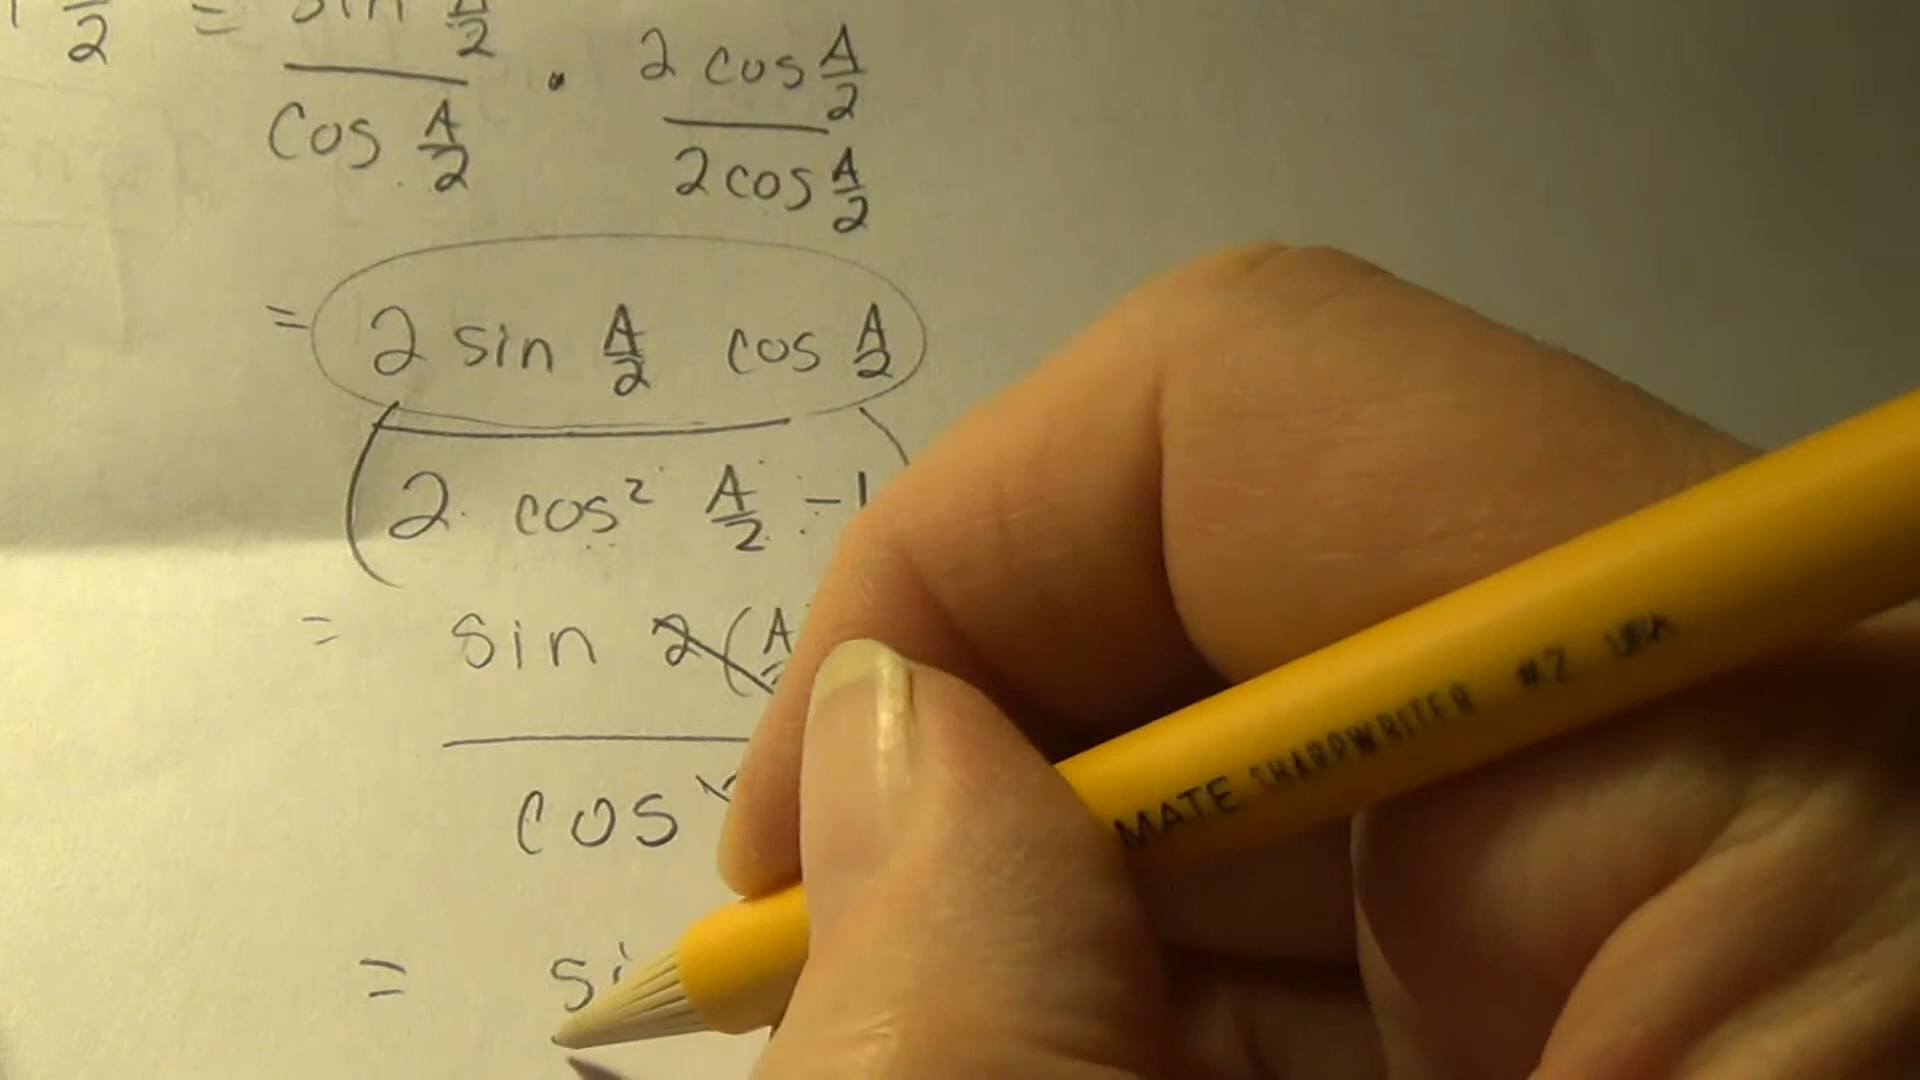 2 = sin A/2 / cos A/2 · 2 cos A/2 / 2 cos A/2
= 2 sin A/2 cos A/2
2 cos² A/2 -1
= sin 2(A
cos
= si
MATE SHARPWRITER #2 USA